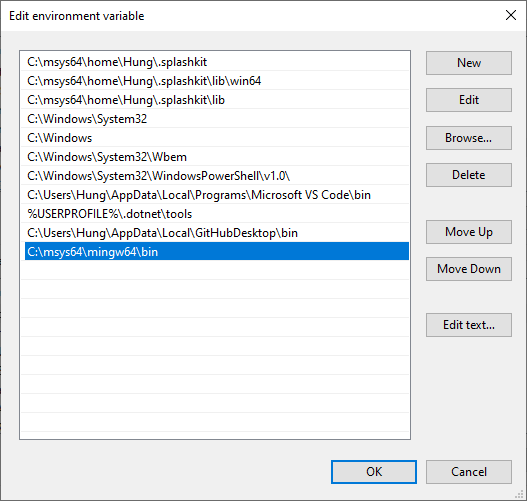 Edit environment variable
C:\msys64\home\Hung\.splashkit
C:\msys64\home\Hung\.splashkit\lib\win64
C:\msys64\home\Hung\.splashkit\lib
C:\Windows\System32
C:\Windows
C:\Windows\System32\Wbem
C:\Windows\System32\WindowsPowerShell\v1.0\
C:\Users\Hung\AppData\Local\Programs\Microsoft VS Code\bin
%USERPROFILE%\.dotnet\tools
C:\Users\Hung\AppData\Local\GitHubDesktop\bin
C:\msys64\mingw64\bin
New
Edit
Browse...
Delete
Move Up
Move Down
Edit text...
OK
Cancel